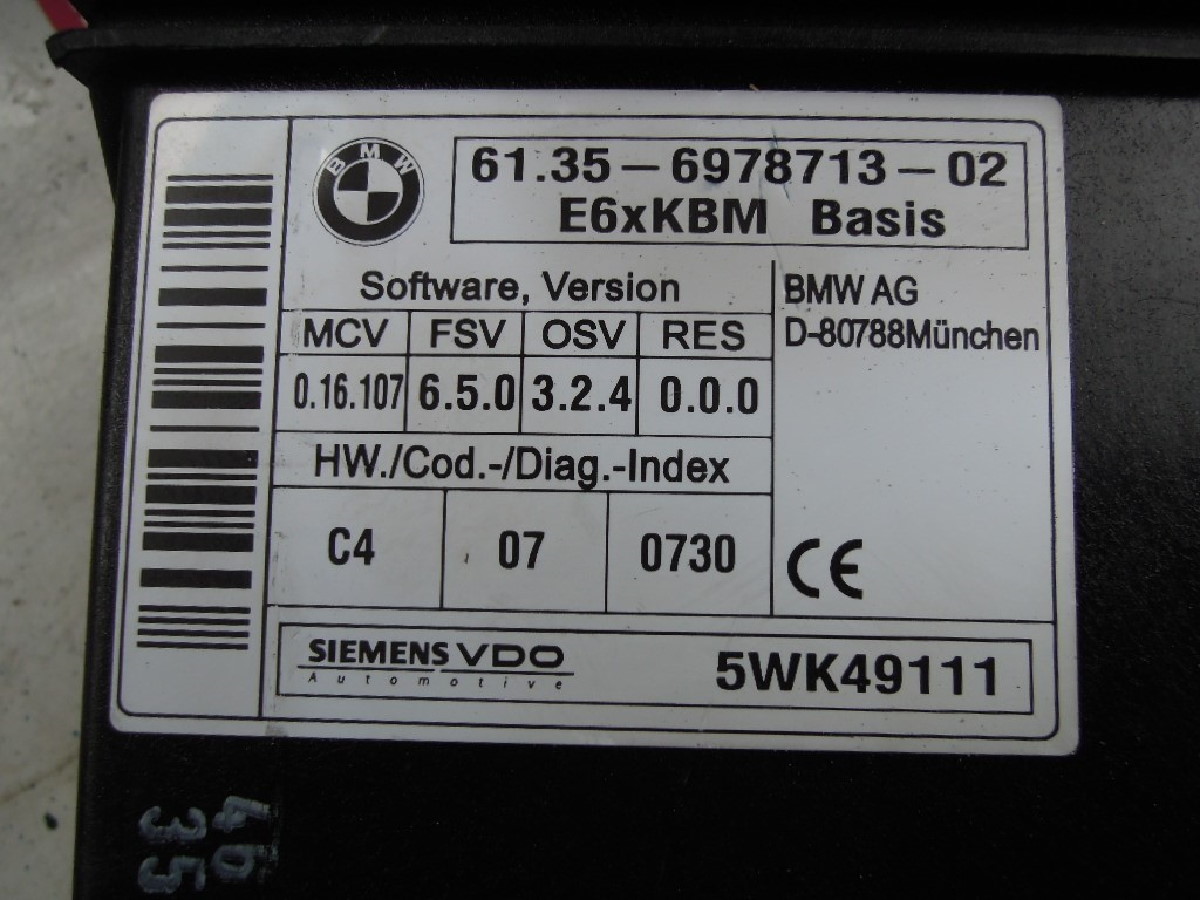 BMW
61.35-6978713-02
E6xKBM Basis
Software, Version
BMW AG
D-80788München
MCV FSV OSV RES
0.16.107 6.5.0 3.2.4 0.0.0
HW./Cod.-/Diag.-Index
C4 07 0730
CE
SIEMENS VDO
Automotive
5WK49111
46
35